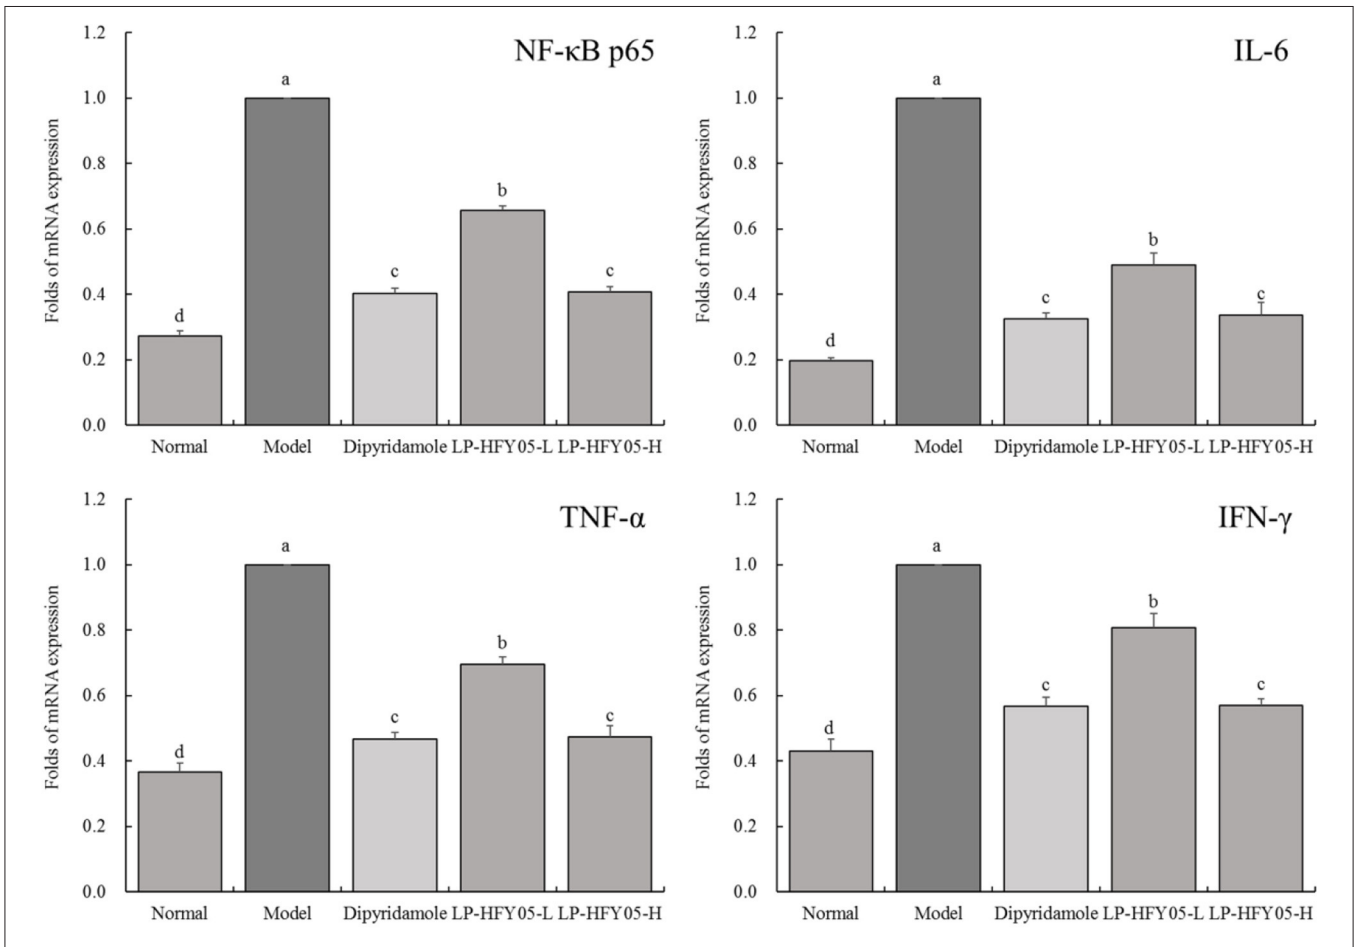 NF-κB p65
Folds of mRNA expression
1.2
1.0
0.8
0.6
0.4
0.2
0.0
d
a
c
b
c
Normal Model Dipyridamole LP-HFY05-L LP-HFY05-H
IL-6
Folds of mRNA expression
1.2
1.0
0.8
0.6
0.4
0.2
0.0
d
a
c
b
c
Normal Model Dipyridamole LP-HFY05-L LP-HFY05-H
TNF-α
Folds of mRNA expression
1.2
1.0
0.8
0.6
0.4
0.2
0.0
d
a
c
b
c
Normal Model Dipyridamole LP-HFY05-L LP-HFY05-H
IFN-γ
Folds of mRNA expression
1.2
1.0
0.8
0.6
0.4
0.2
0.0
d
a
c
b
c
Normal Model Dipyridamole LP-HFY05-L LP-HFY05-H